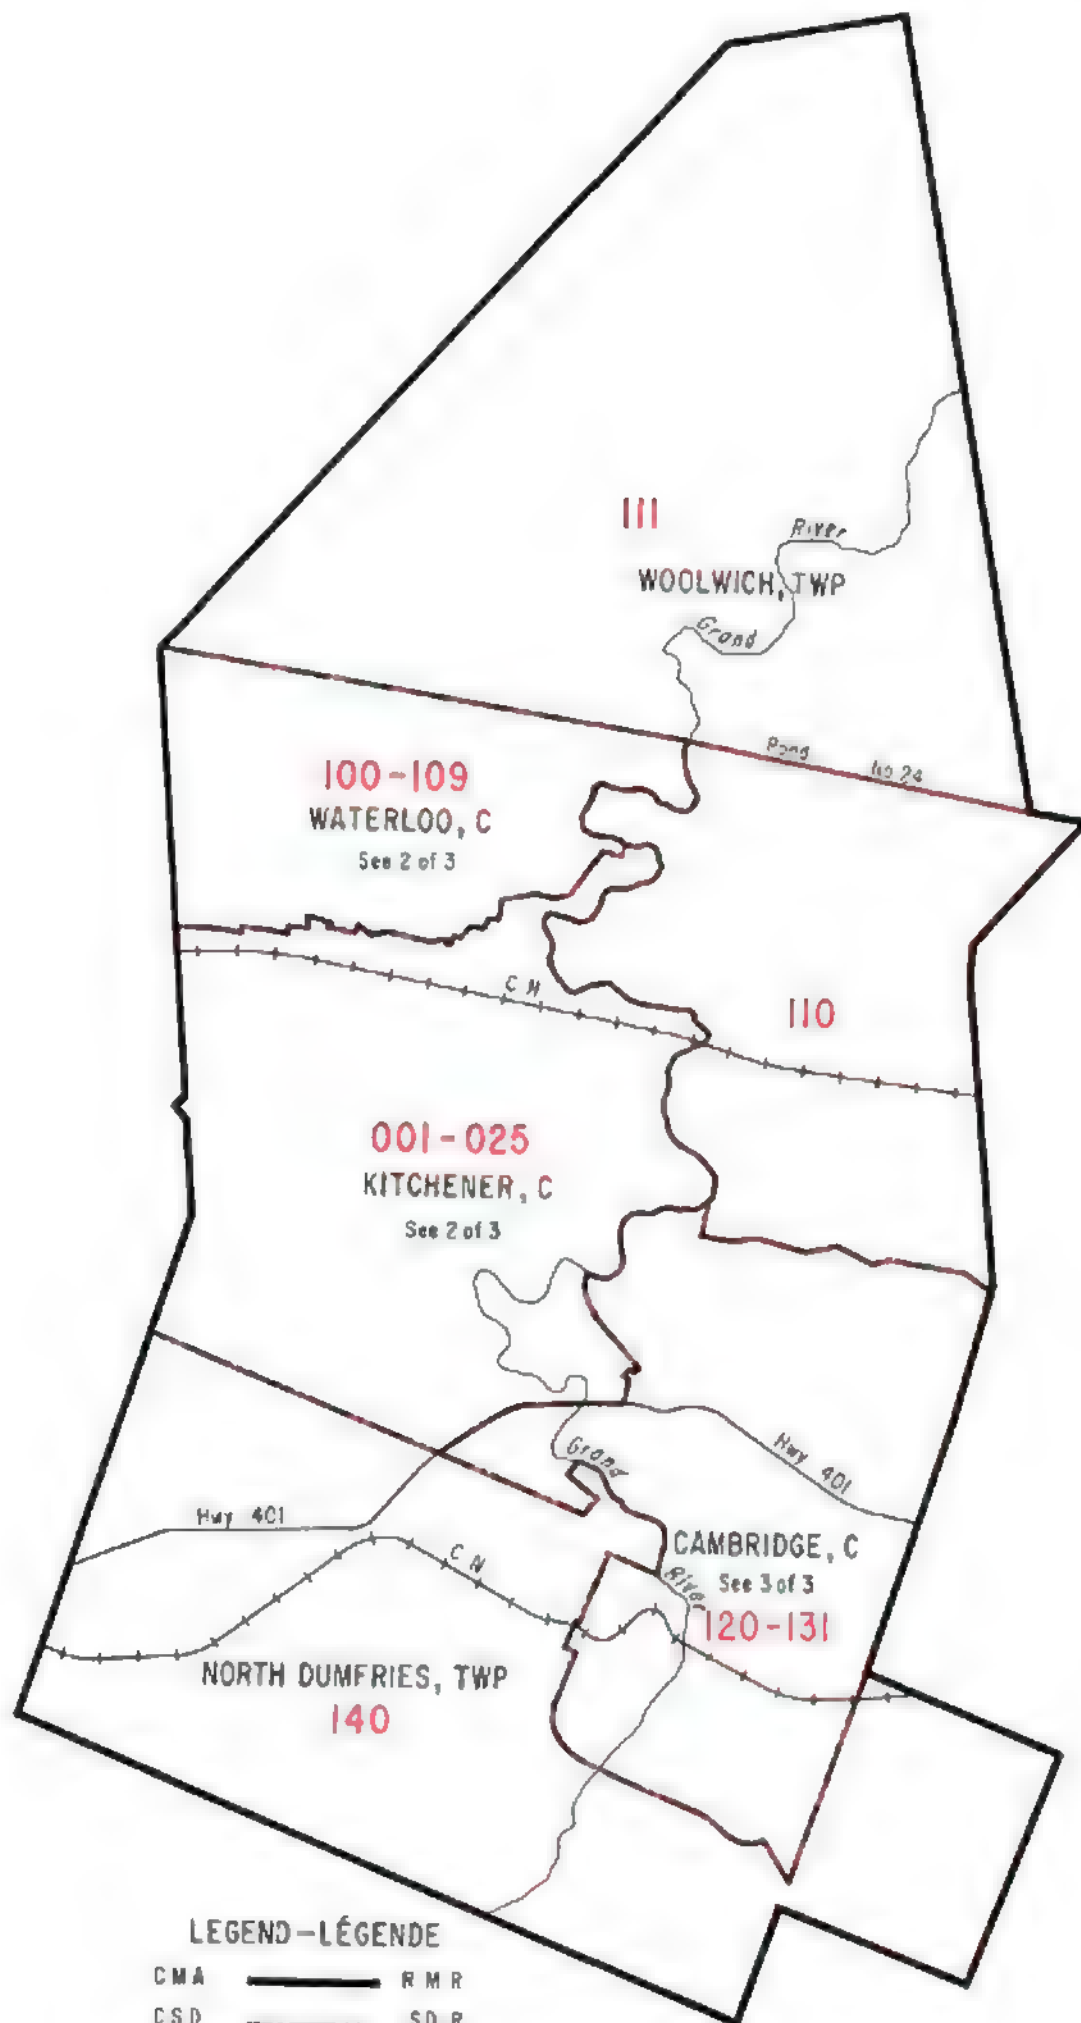 111
River
WOOLWICH, TWP
Grand
Road No 24
100-109
WATERLOO, C
See 2 of 3
C N
110
001-025
KITCHENER, C
See 2 of 3
Grand
Hwy 401
Hwy 401
C N
CAMBRIDGE, C
See 3 of 3
River
120-131
NORTH DUMFRIES, TWP
140
LEGEND-LÉGENDE
CMA RMR
CSD SDR